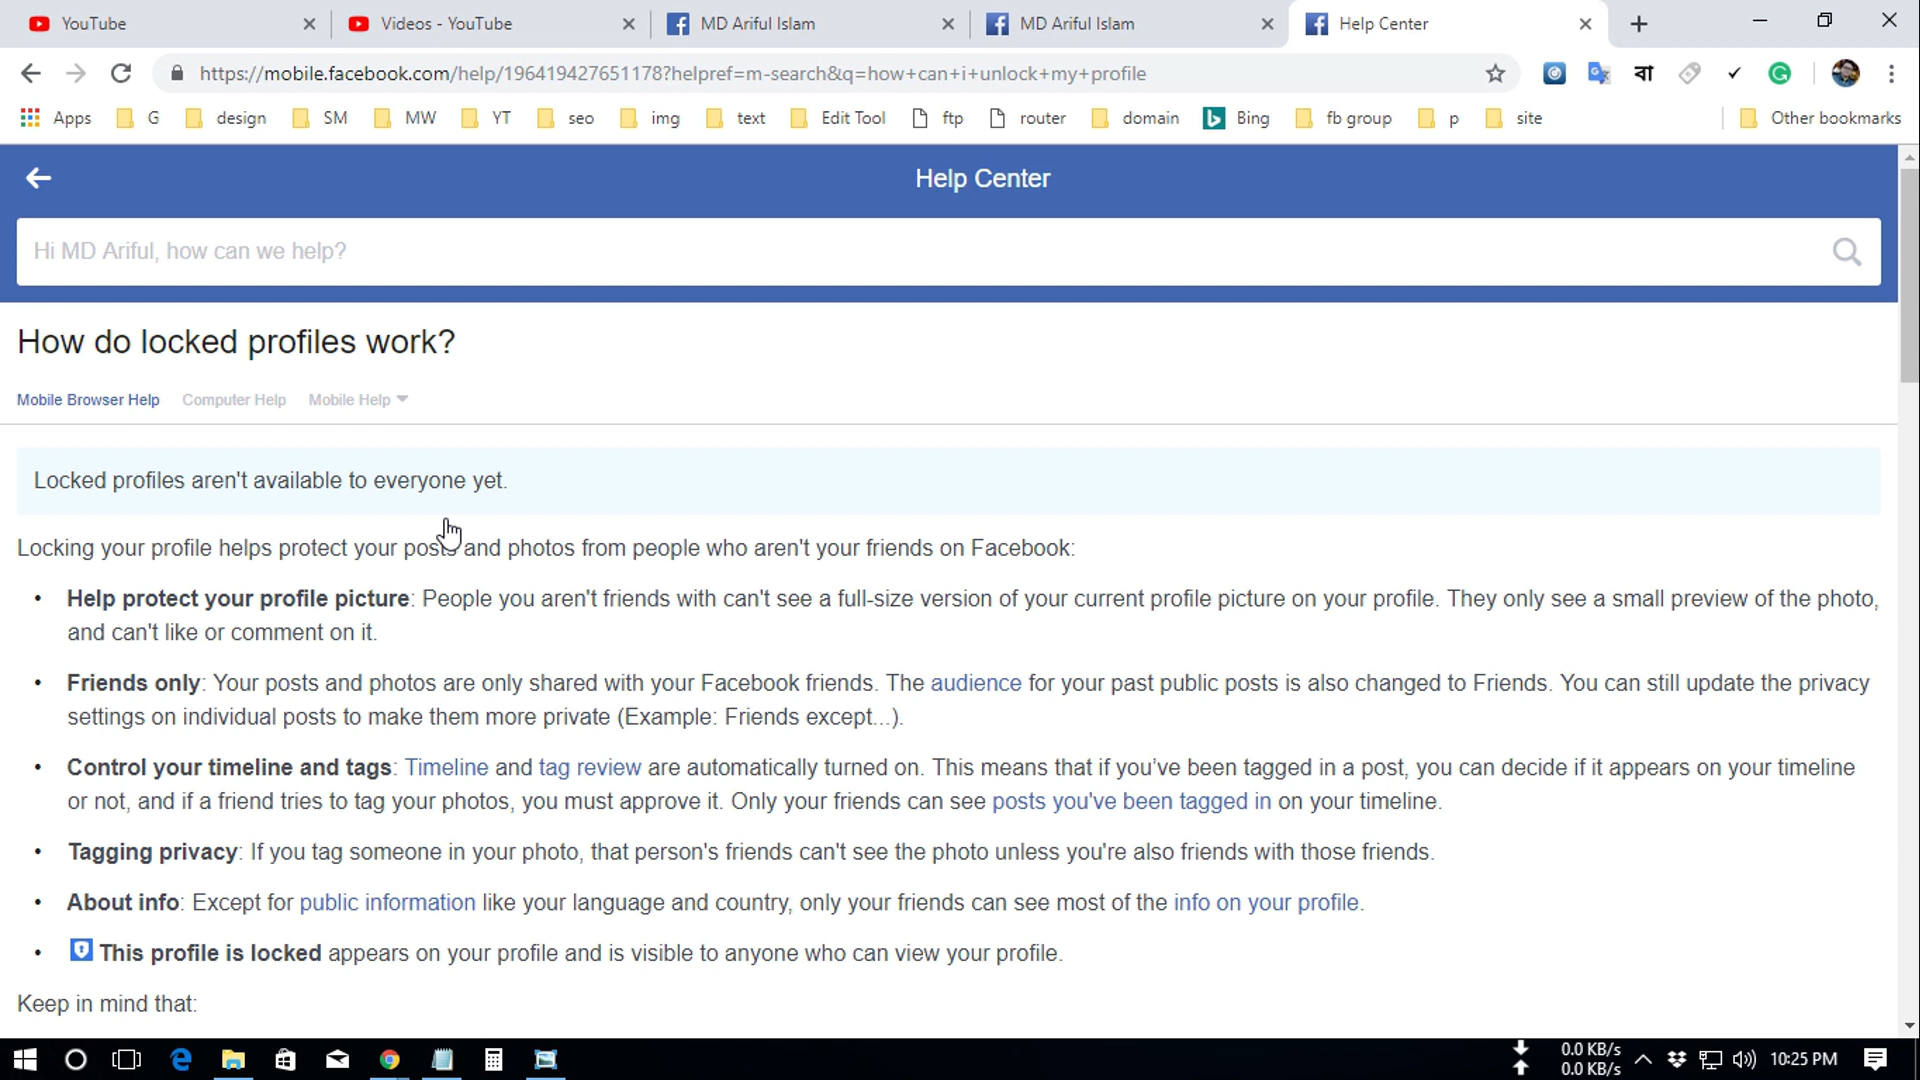 YouTube
Videos - YouTube
MD Ariful Islam
MD Ariful Islam
Help Center
https://mobile.facebook.com/help/196419427651178?helpref=m-search&q=how+can+i+unlock+my+profile
বা
Apps G design SM MW YT seo img text Edit Tool ftp router domain Bing fb group p site Other bookmarks
Help Center
Hi MD Ariful, how can we help?
How do locked profiles work?
Mobile Browser Help Computer Help Mobile Help
Locked profiles aren't available to everyone yet.
Locking your profile helps protect your posts and photos from people who aren't your friends on Facebook:
• Help protect your profile picture: People you aren't friends with can't see a full-size version of your current profile picture on your profile. They only see a small preview of the photo,
and can't like or comment on it.
• Friends only: Your posts and photos are only shared with your Facebook friends. The audience for your past public posts is also changed to Friends. You can still update the privacy
settings on individual posts to make them more private (Example: Friends except...).
• Control your timeline and tags: Timeline and tag review are automatically turned on. This means that if you’ve been tagged in a post, you can decide if it appears on your timeline
or not, and if a friend tries to tag your photos, you must approve it. Only your friends can see posts you've been tagged in on your timeline.
• Tagging privacy: If you tag someone in your photo, that person's friends can't see the photo unless you're also friends with those friends.
• About info: Except for public information like your language and country, only your friends can see most of the info on your profile.
• This profile is locked appears on your profile and is visible to anyone who can view your profile.
Keep in mind that:
0.0 KB/s
0.0 KB/s
10:25 PM